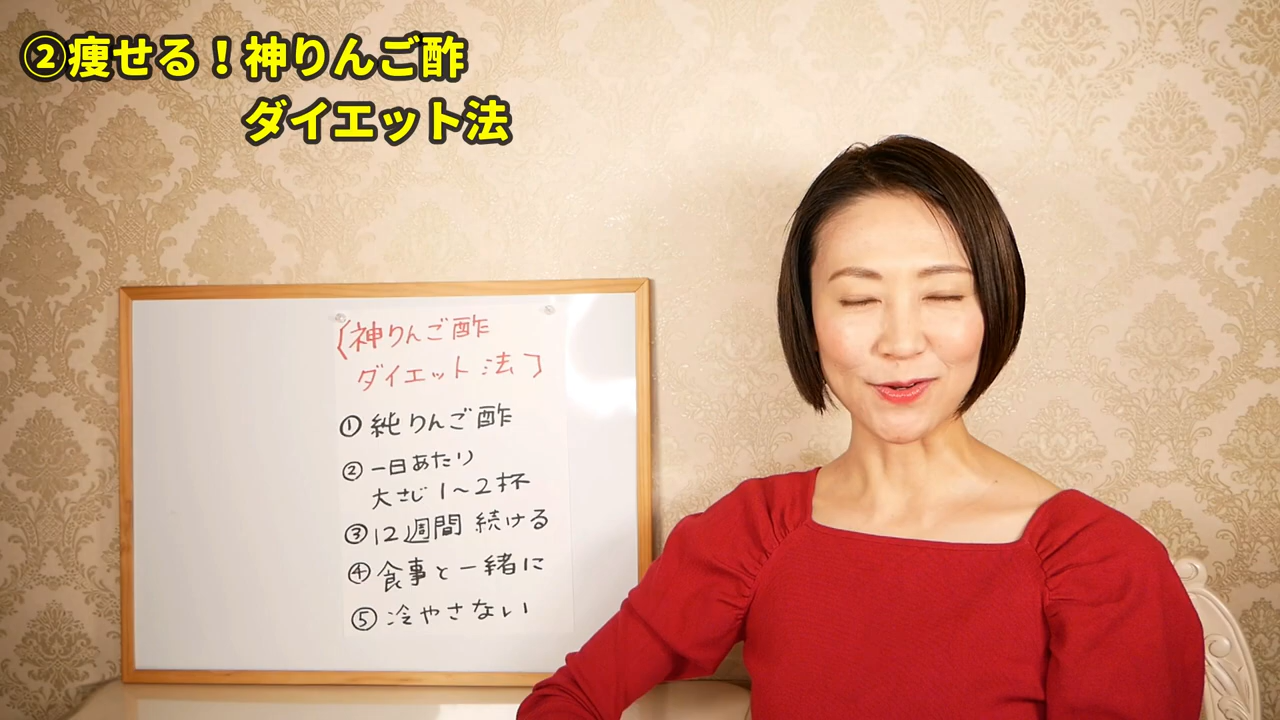 ②痩せる！神りんご酢
ダイエット法
〔神りんご酢
ダイエット法〕
① 純りんご酢
② 一日あたり
大さじ1〜2杯
③ 12週間 続ける
④ 食事と一緒に
⑤ 冷やさない